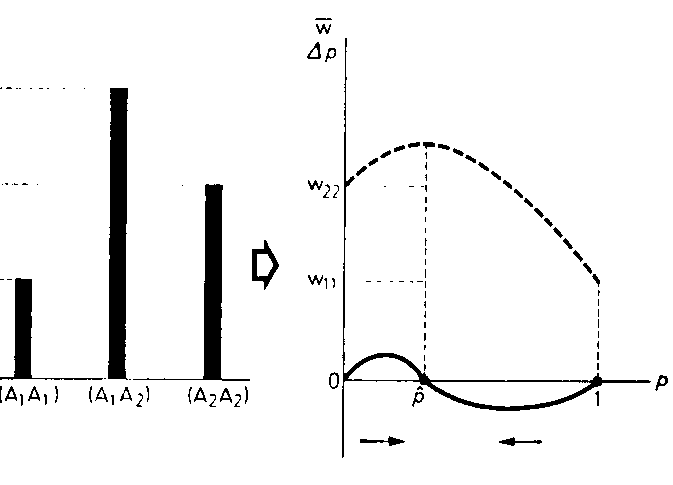 w̅
Δp
w₂₂
w₁₁
0
p̂
1
p
(A₁A₁)
(A₁A₂)
(A₂A₂)